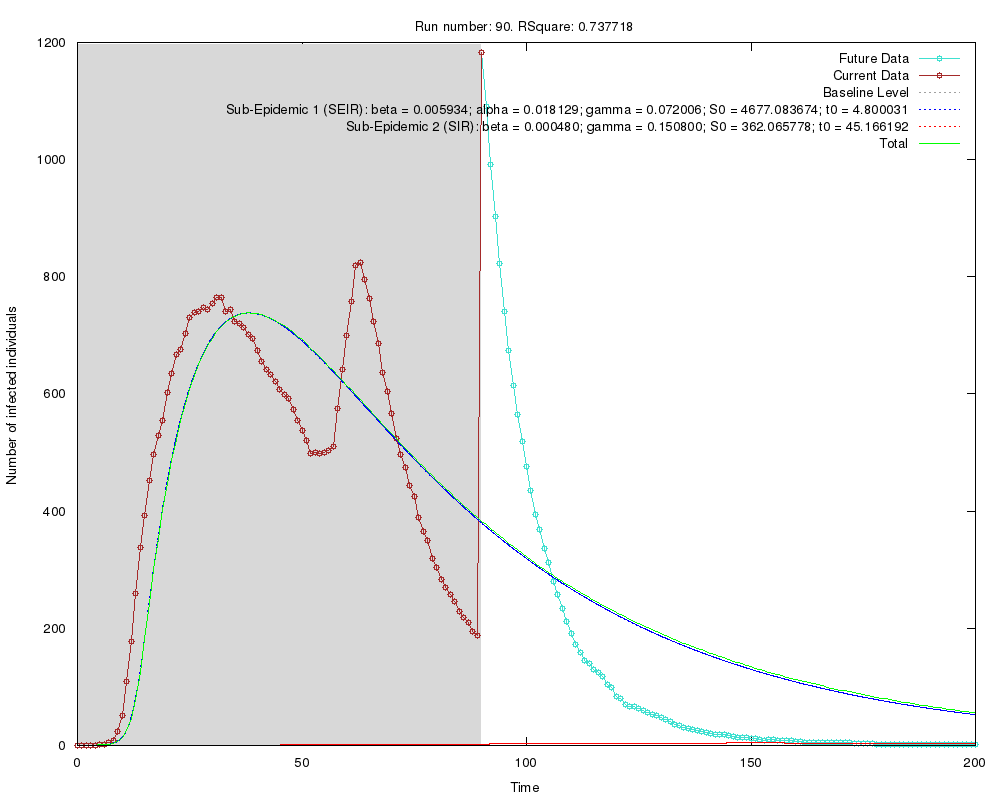 Run number: 90. RSquare: 0.737718
Future Data
Current Data
Baseline Level
Sub-Epidemic 1 (SEIR): beta = 0.005934; alpha = 0.018129; gamma = 0.072006; S0 = 4677.083674; t0 = 4.800031
Sub-Epidemic 2 (SIR): beta = 0.000480; gamma = 0.150800; S0 = 362.065778; t0 = 45.166192
Total
Number of infected individuals
1200
1000
800
600
400
200
0
0 50 100 150 200
Time